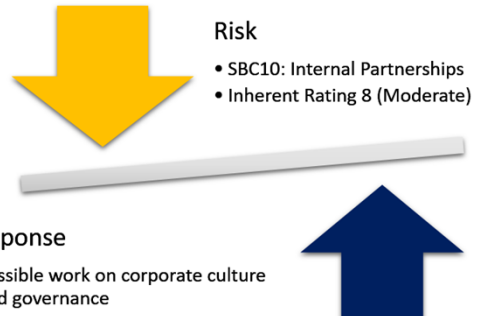 Risk
• SBC10: Internal Partnerships
• Inherent Rating 8 (Moderate)
ponse
ssible work on corporate culture
d governance